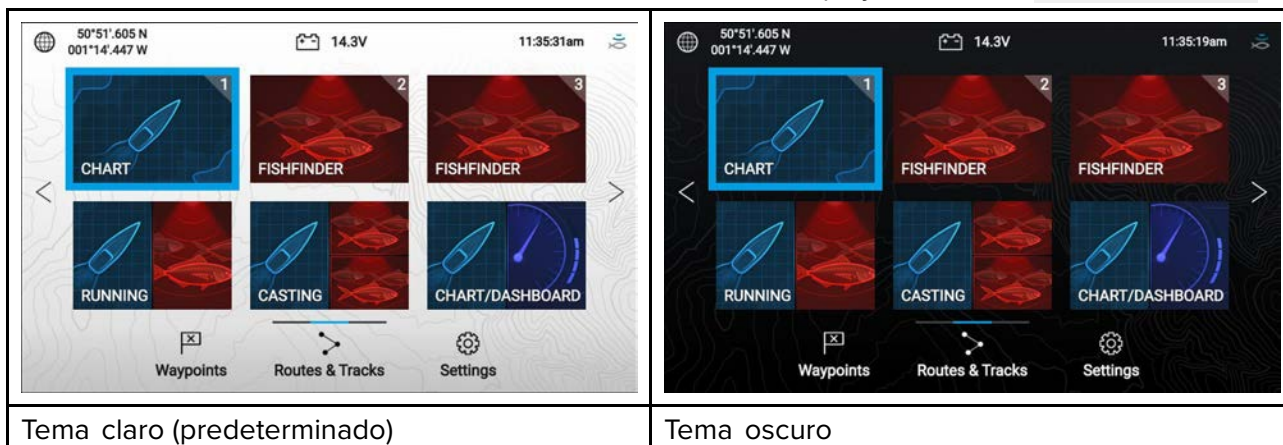 50°51'.605 N
001°14'.447 W
14.3V
11:35:31am
1
2
3
CHART
FISHFINDER
FISHFINDER
RUNNING
CASTING
CHART/DASHBOARD
Waypoints
Routes & Tracks
Settings
50°51'.605 N
001°14'.447 W
14.3V
11:35:19am
1
2
3
CHART
FISHFINDER
FISHFINDER
RUNNING
CASTING
CHART/DASHBOARD
Waypoints
Routes & Tracks
Settings
Tema claro (predeterminado)
Tema oscuro